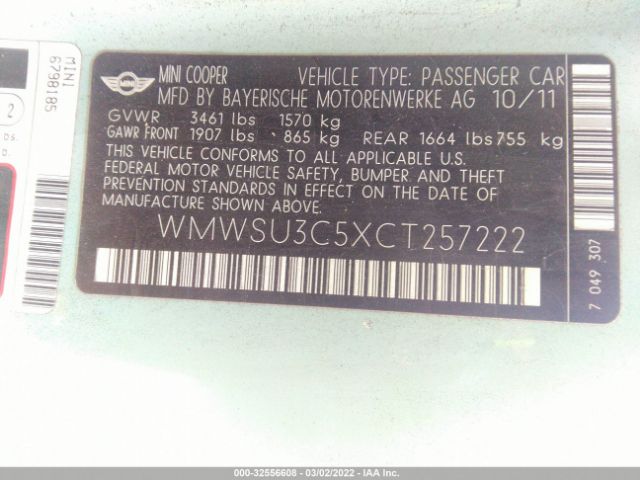 MINI COOPER VEHICLE TYPE: PASSENGER CAR
MFD BY BAYERISCHE MOTORENWERKE AG 10/11
GVWR 3461 lbs 1570 kg
GAWR FRONT 1907 lbs 865 kg REAR 1664 lbs 755 kg
THIS VEHICLE CONFORMS TO ALL APPLICABLE U.S.
FEDERAL MOTOR VEHICLE SAFETY, BUMPER AND THEFT
PREVENTION STANDARDS IN EFFECT ON THE DATE OF
MANUFACTURE SHOWN ABOVE.
WMWSU3C5XCT257222
7 049 307
MINI
6798185
2
000-32556608 - 03/02/2022 - IAA Inc.